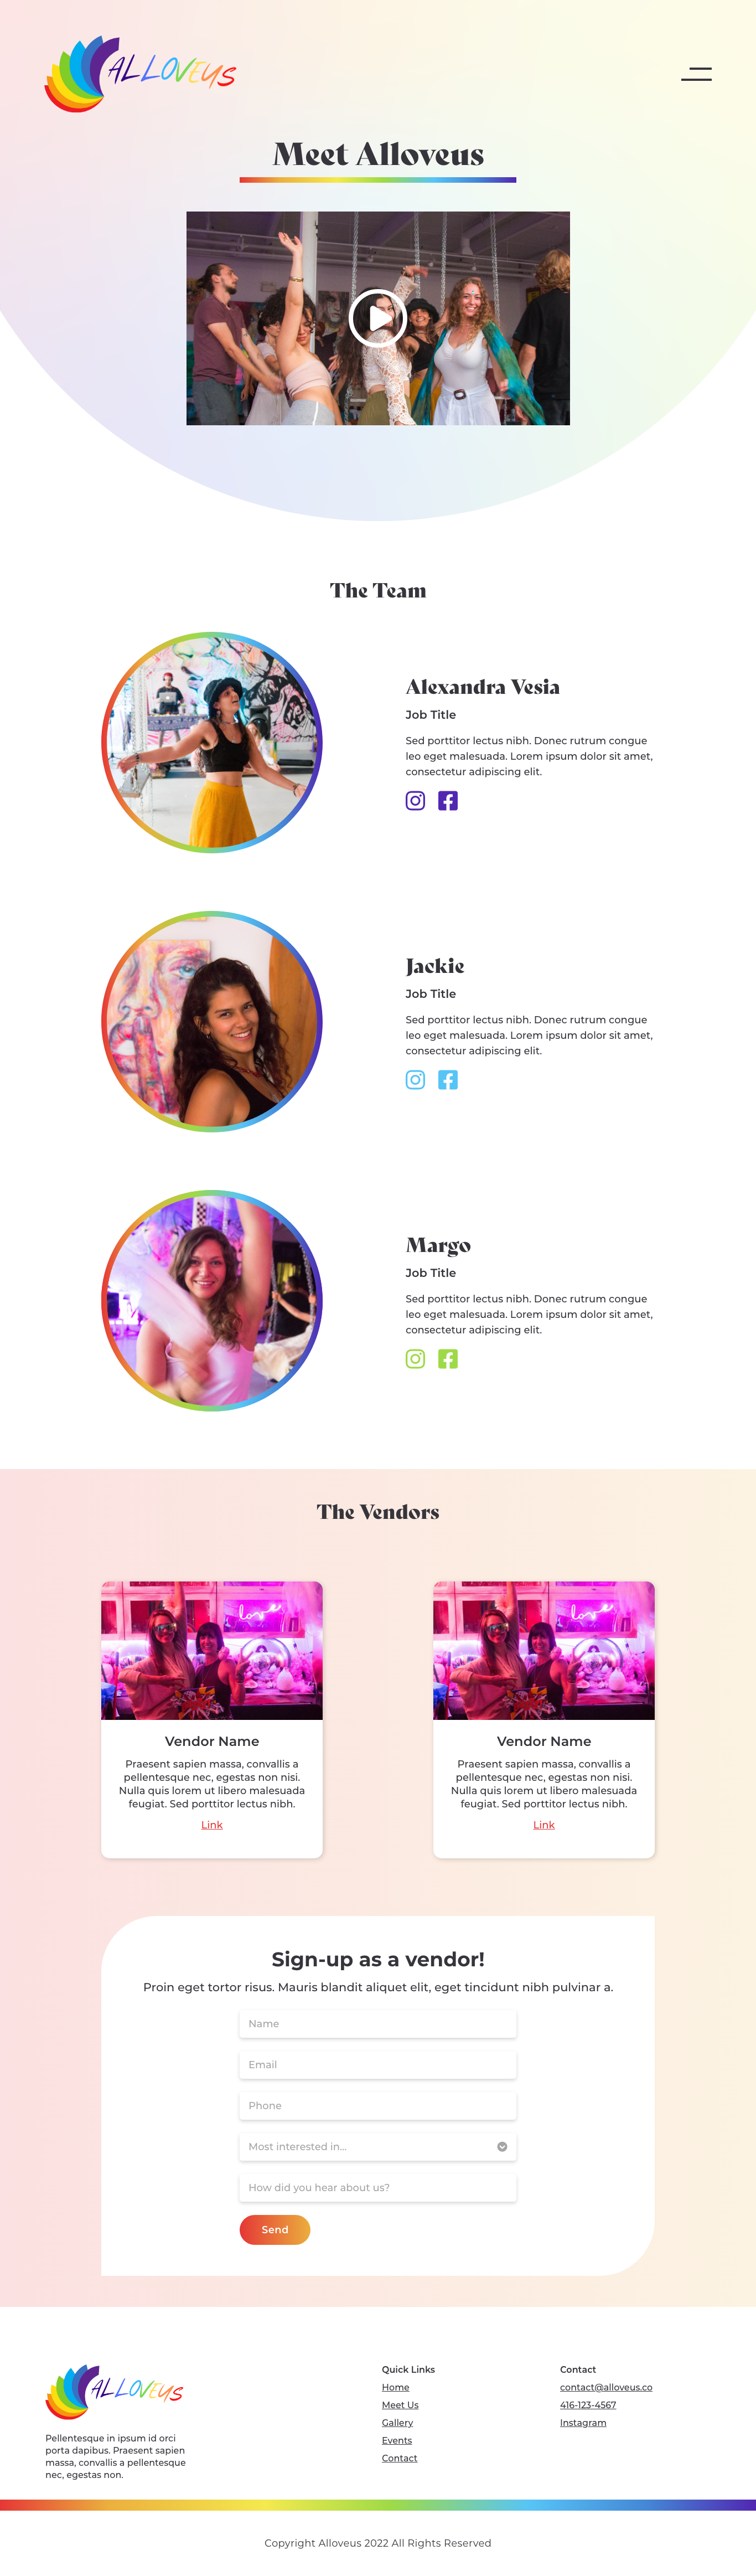 ALLOVEUS
Meet Alloveus
The Team
Alexandra Vesia
Job Title
Sed porttitor lectus nibh. Donec rutrum congue
leo eget malesuada. Lorem ipsum dolor sit amet,
consectetur adipiscing elit.
Jackie
Job Title
Sed porttitor lectus nibh. Donec rutrum congue
leo eget malesuada. Lorem ipsum dolor sit amet,
consectetur adipiscing elit.
Margo
Job Title
Sed porttitor lectus nibh. Donec rutrum congue
leo eget malesuada. Lorem ipsum dolor sit amet,
consectetur adipiscing elit.
The Vendors
love
Vendor Name
Praesent sapien massa, convallis a
pellentesque nec, egestas non nisi.
Nulla quis lorem ut libero malesuada
feugiat. Sed porttitor lectus nibh.
Link
love
Vendor Name
Praesent sapien massa, convallis a
pellentesque nec, egestas non nisi.
Nulla quis lorem ut libero malesuada
feugiat. Sed porttitor lectus nibh.
Link
Sign-up as a vendor!
Proin eget tortor risus. Mauris blandit aliquet elit, eget tincidunt nibh pulvinar a.
Name
Email
Phone
Most interested in...
How did you hear about us?
Send
ALLOVEUS
Pellentesque in ipsum id orci
porta dapibus. Praesent sapien
massa, convallis a pellentesque
nec, egestas non.
Quick Links
Home
Meet Us
Gallery
Events
Contact
Contact
contact@alloveus.co
416-123-4567
Instagram
Copyright Alloveus 2022 All Rights Reserved